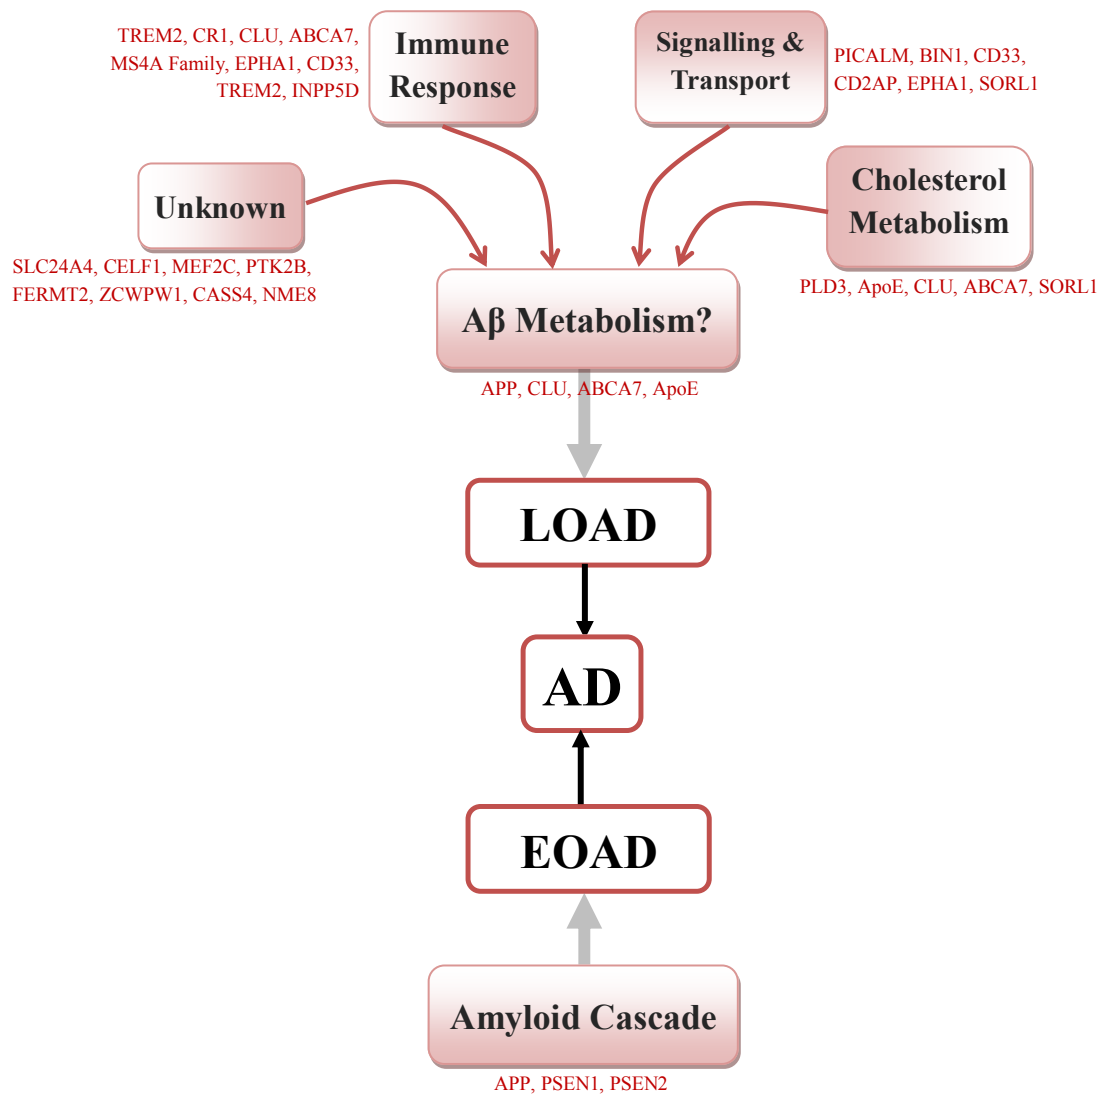 TREM2, CR1, CLU, ABCA7,
MS4A Family, EPHA1, CD33,
TREM2, INPP5D
Immune
Response
Signalling &
Transport
PICALM, BIN1, CD33,
CD2AP, EPHA1, SORL1
Unknown
SLC24A4, CELF1, MEF2C, PTK2B,
FERMT2, ZCWPW1, CASS4, NME8
Cholesterol
Metabolism
PLD3, ApoE, CLU, ABCA7, SORL1
Aβ Metabolism?
APP, CLU, ABCA7, ApoE
LOAD
AD
EOAD
Amyloid Cascade
APP, PSEN1, PSEN2